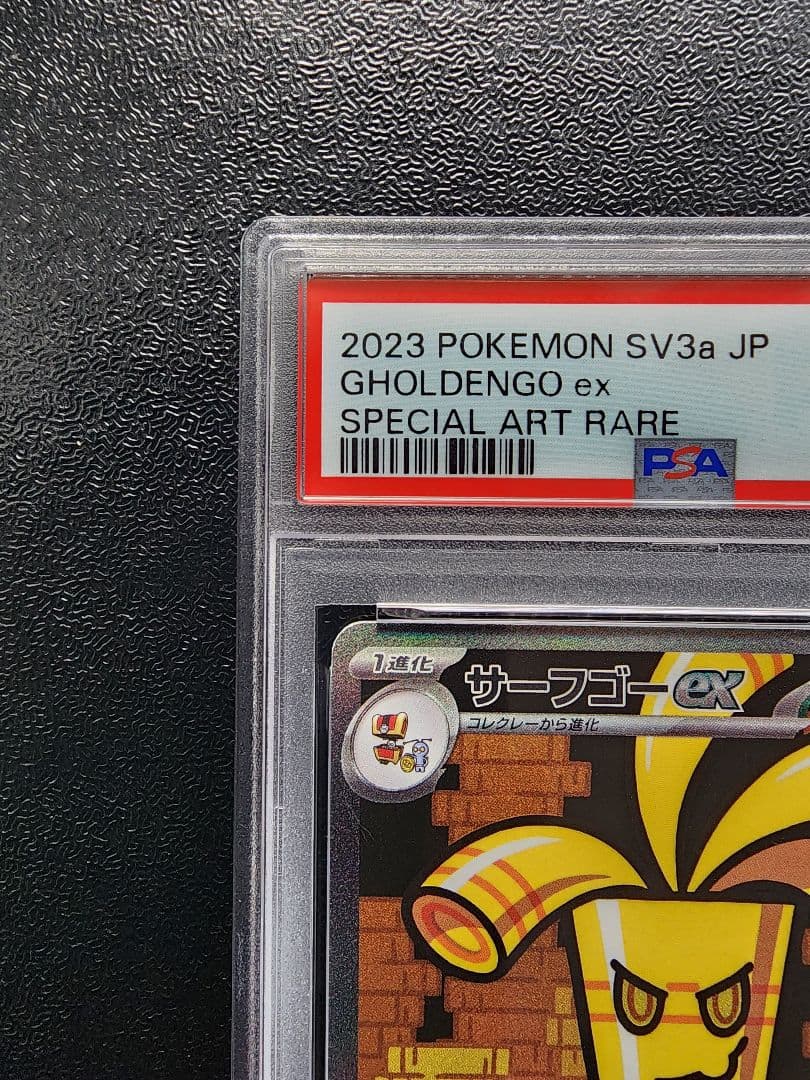 2023 POKEMON SV3a JP
GHOLDENGO ex
SPECIAL ART RARE
PSA
1進化
サーフゴーex
コレクレーから進化